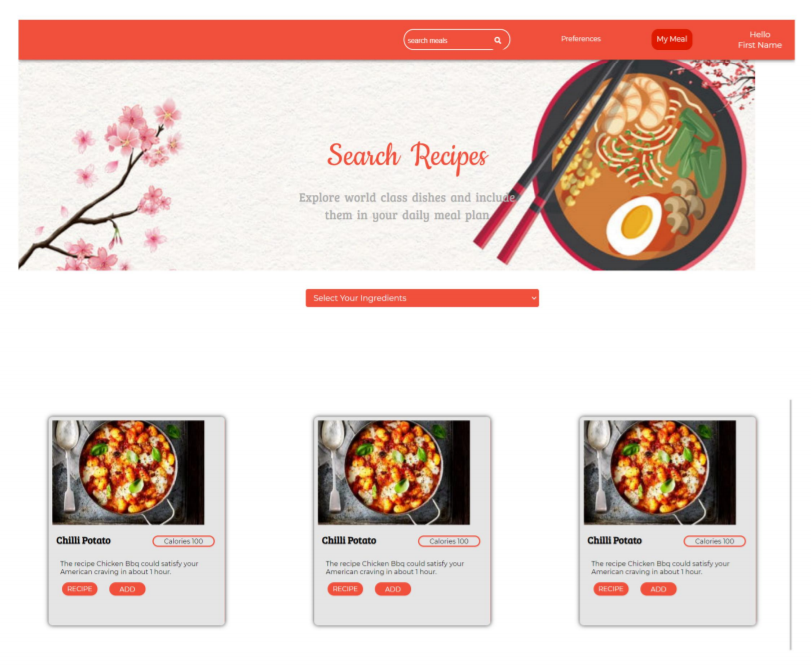 search meals
Preferences
My Meal
Hello
First Name
Search Recipes
Explore world class dishes and include
them in your daily meal plan
Select Your Ingredients
Chilli Potato
Calories 100
The recipe Chicken Bbq could satisfy your
American craving in about 1 hour.
RECIPE
ADD
Chilli Potato
Calories 100
The recipe Chicken Bbq could satisfy your
American craving in about 1 hour.
RECIPE
ADD
Chilli Potato
Calories 100
The recipe Chicken Bbq could satisfy your
American craving in about 1 hour.
RECIPE
ADD